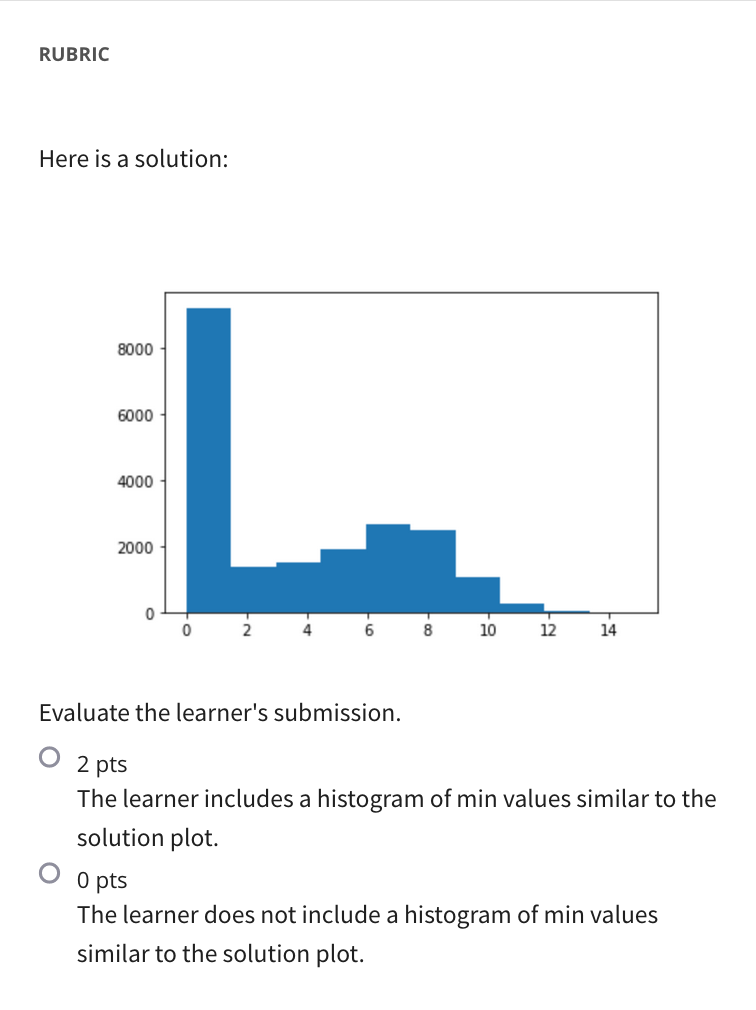 RUBRIC
Here is a solution:
8000
6000
4000
2000
0
0 2 4 6 8 10 12 14
Evaluate the learner's submission.
2 pts
The learner includes a histogram of min values similar to the
solution plot.
0 pts
The learner does not include a histogram of min values
similar to the solution plot.